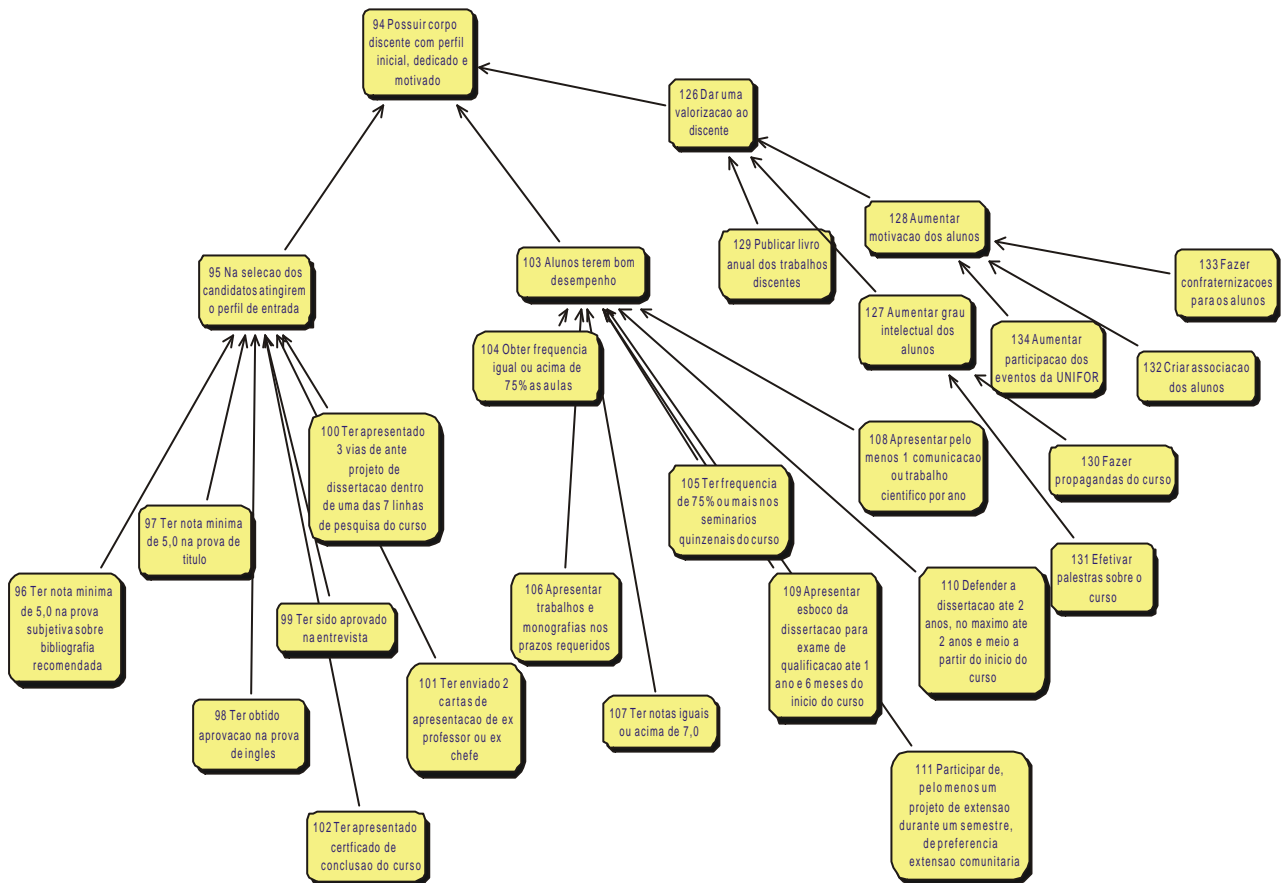 94 Possuir corpo
discente com perfil
inicial, dedicado e
motivado
126 Dar uma
valorizacao ao
discente
128 Aumentar
motivacao dos alunos
129 Publicar livro
anual dos trabalhos
discentes
103 Alunos terem bom
desempenho
95 Na selecao dos
candidatos atingirem
o perfil de entrada
133 Fazer
confraternizacoes
para os alunos
127 Aumentar grau
intelectual dos
alunos
134 Aumentar
participacao dos
eventos da UNIFOR
132 Criar associacao
dos alunos
104 Obter frequencia
igual ou acima de
75% as aulas
100 Ter apresentado
3 vias de ante
projeto de
dissertacao dentro
de uma das 7 linhas
de pesquisa do curso
108 Apresentar pelo
menos 1 comunicacao
ou trabalho
cientifico por ano
130 Fazer
propagandas do curso
105 Ter frequencia
de 75% ou mais nos
seminarios
quinzenais do curso
97 Ter nota minima
de 5,0 na prova de
titulo
131 Efetivar
palestras sobre o
curso
96 Ter nota minima
de 5,0 na prova
subjetiva sobre
bibliografia
recomendada
99 Ter sido aprovado
na entrevista
106 Apresentar
trabalhos e
monografias nos
prazos requeridos
109 Apresentar
esboco da
dissertacao para
exame de
qualificacao ate 1
ano e 6 meses do
inicio do curso
110 Defender a
dissertacao ate 2
anos, no maximo ate
2 anos e meio a
partir do inicio do
curso
98 Ter obtido
aprovacao na prova
de ingles
101 Ter enviado 2
cartas de
apresentacao de ex
professor ou ex
chefe
107 Ter notas iguais
ou acima de 7,0
111 Participar de,
pelo menos um
projeto de extensao
durante um semestre,
de preferencia
extensao comunitaria
102 Ter apresentado
certficado de
conclusao do curso